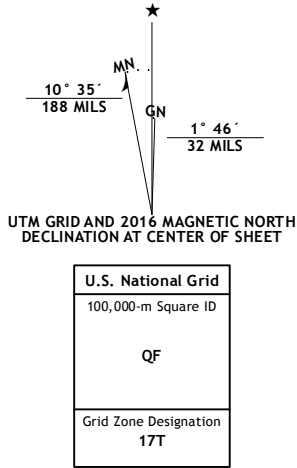 ★
MN
GN
10° 35´
188 MILS
1° 46´
32 MILS
UTM GRID AND 2016 MAGNETIC NORTH
DECLINATION AT CENTER OF SHEET
U.S. National Grid
100,000-m Square ID
QF
Grid Zone Designation
17T